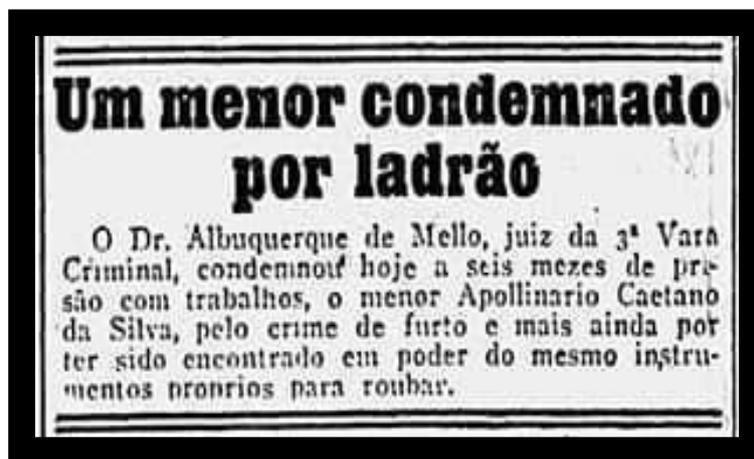 Um menor condemnado
por ladrão
O Dr. Albuquerque de Mello, juiz da 3ª Vara
Criminal, condemnou hoje a seis mezes de pri-
são com trabalhos, o menor Apollinario Caetano
da Silva, pelo crime de furto e mais ainda por
ter sido encontrado em poder do mesmo instru-
mentos proprios para roubar.